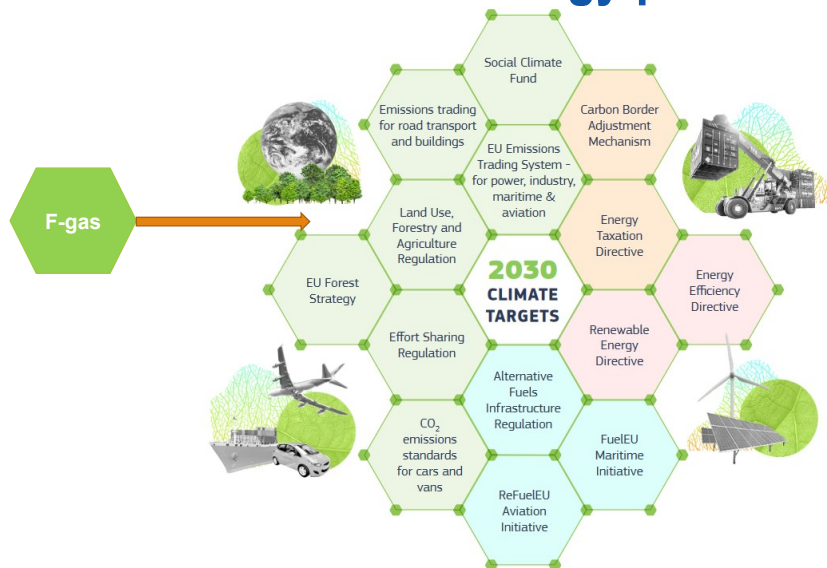 Social Climate
Fund
Emissions trading
for road transport
and buildings
Carbon Border
Adjustment
Mechanism
EU Emissions
Trading System -
for power, industry,
maritime &
aviation
F-gas
Land Use,
Forestry and
Agriculture
Regulation
Energy
Taxation
Directive
2030
CLIMATE
TARGETS
EU Forest
Strategy
Energy
Efficiency
Directive
Effort Sharing
Regulation
Renewable
Energy
Directive
Alternative
Fuels
Infrastructure
Regulation
CO₂
emissions
standards
for cars and
vans
FuelEU
Maritime
Initiative
ReFuelEU
Aviation
Initiative